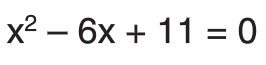 x² – 6x + 11 = 0